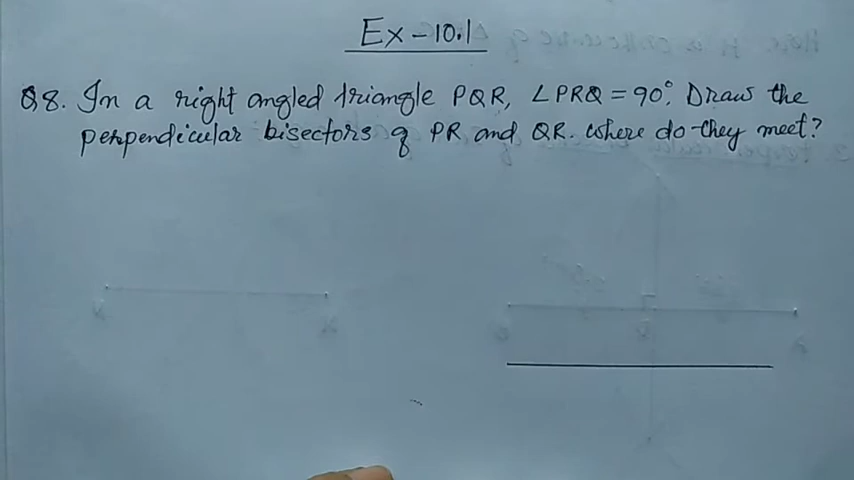 Ex-10.1
Q8. In a right angled triangle PQR, ∠PRQ = 90°. Draw the
perpendicular bisectors of PR and QR. Where do they meet?